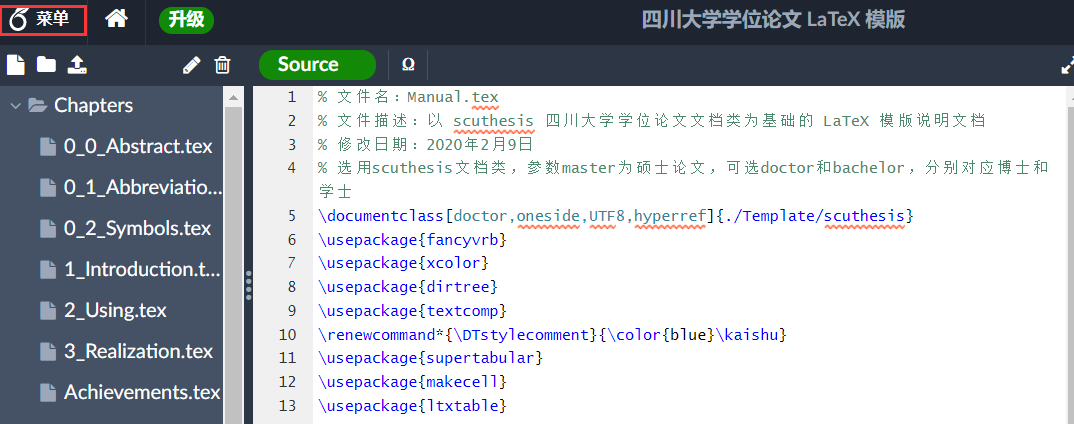 菜单
升级
四川大学学位论文 LaTeX 模版
Source
Ω
Chapters
0_0_Abstract.tex
0_1_Abbreviatio...
0_2_Symbols.tex
1_Introduction.t...
2_Using.tex
3_Realization.tex
Achievements.tex
1 % 文件名：Manual.tex
2 % 文件描述：以 scuthesis 四川大学学位论文文档类为基础的 LaTeX 模版说明文档
3 % 修改日期：2020年2月9日
4 % 选用scuthesis文档类，参数master为硕士论文，可选doctor和bachelor，分别对应博士和
学士
5 \documentclass[doctor,oneside,UTF8,hyperref]{./Template/scuthesis}
6 \usepackage{fancyvrb}
7 \usepackage{xcolor}
8 \usepackage{dirtree}
9 \usepackage{textcomp}
10 \renewcommand*{\DTstylecomment}{\color{blue}\kaishu}
11 \usepackage{supertabular}
12 \usepackage{makecell}
13 \usepackage{ltxtable}